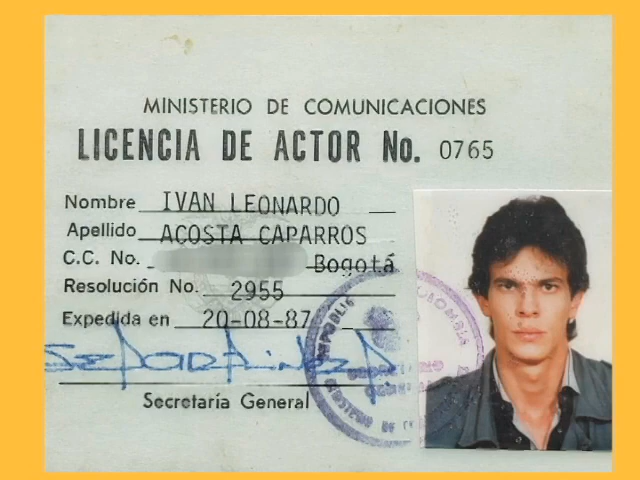 MINISTERIO DE COMUNICACIONES
LICENCIA DE ACTOR No. 0765
Nombre IVAN LEONARDO
Apellido ACOSTA CAPARROS
C.C. No. Bogotá
Resolución No. 2955
Expedida en 20-08-87
Secretaría General